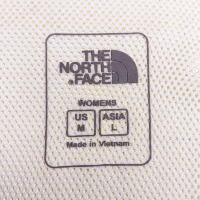 THE
NORTH
FACE
WOMENS
US ASIA
M L
Made in Vietnam